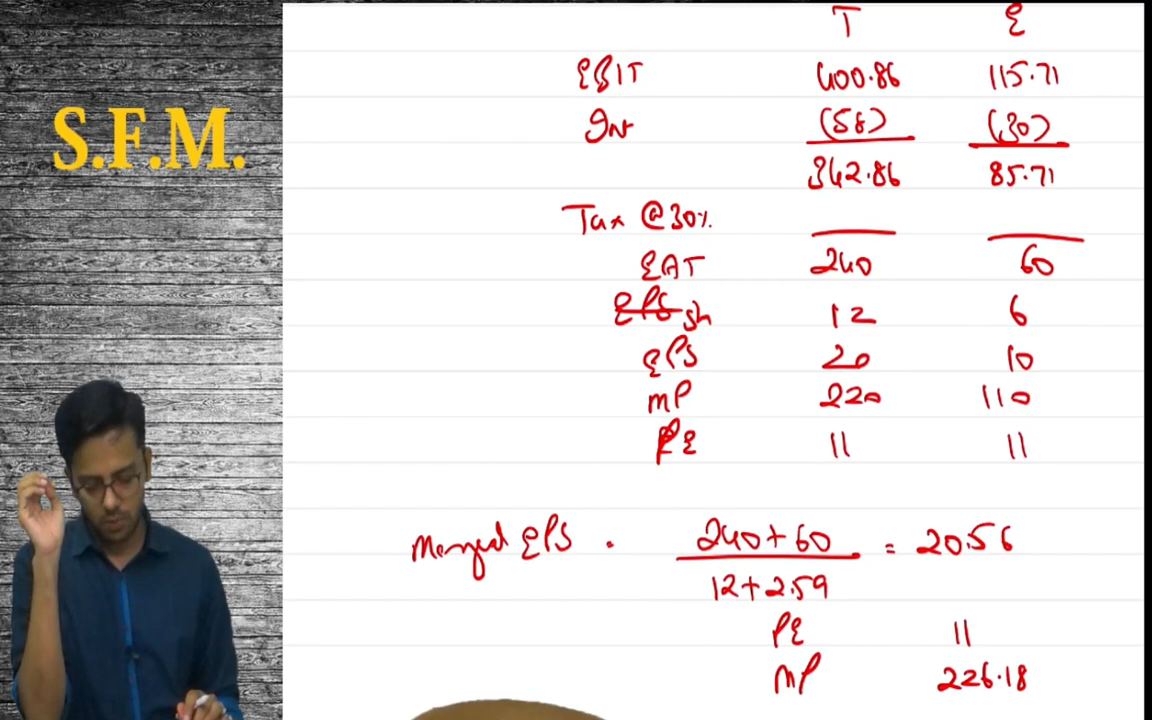 S.F.M.
T E
EBIT 400.86 115.71
Int (58) (30)
342.86 85.71
Tax @30%
EAT 240 60
EPS sh 12 6
EPS 20 10
MP 220 110
PE 11 11
Merged EPS = 240+60 = 20.56
12+2.59
PE 11
MP 226.18